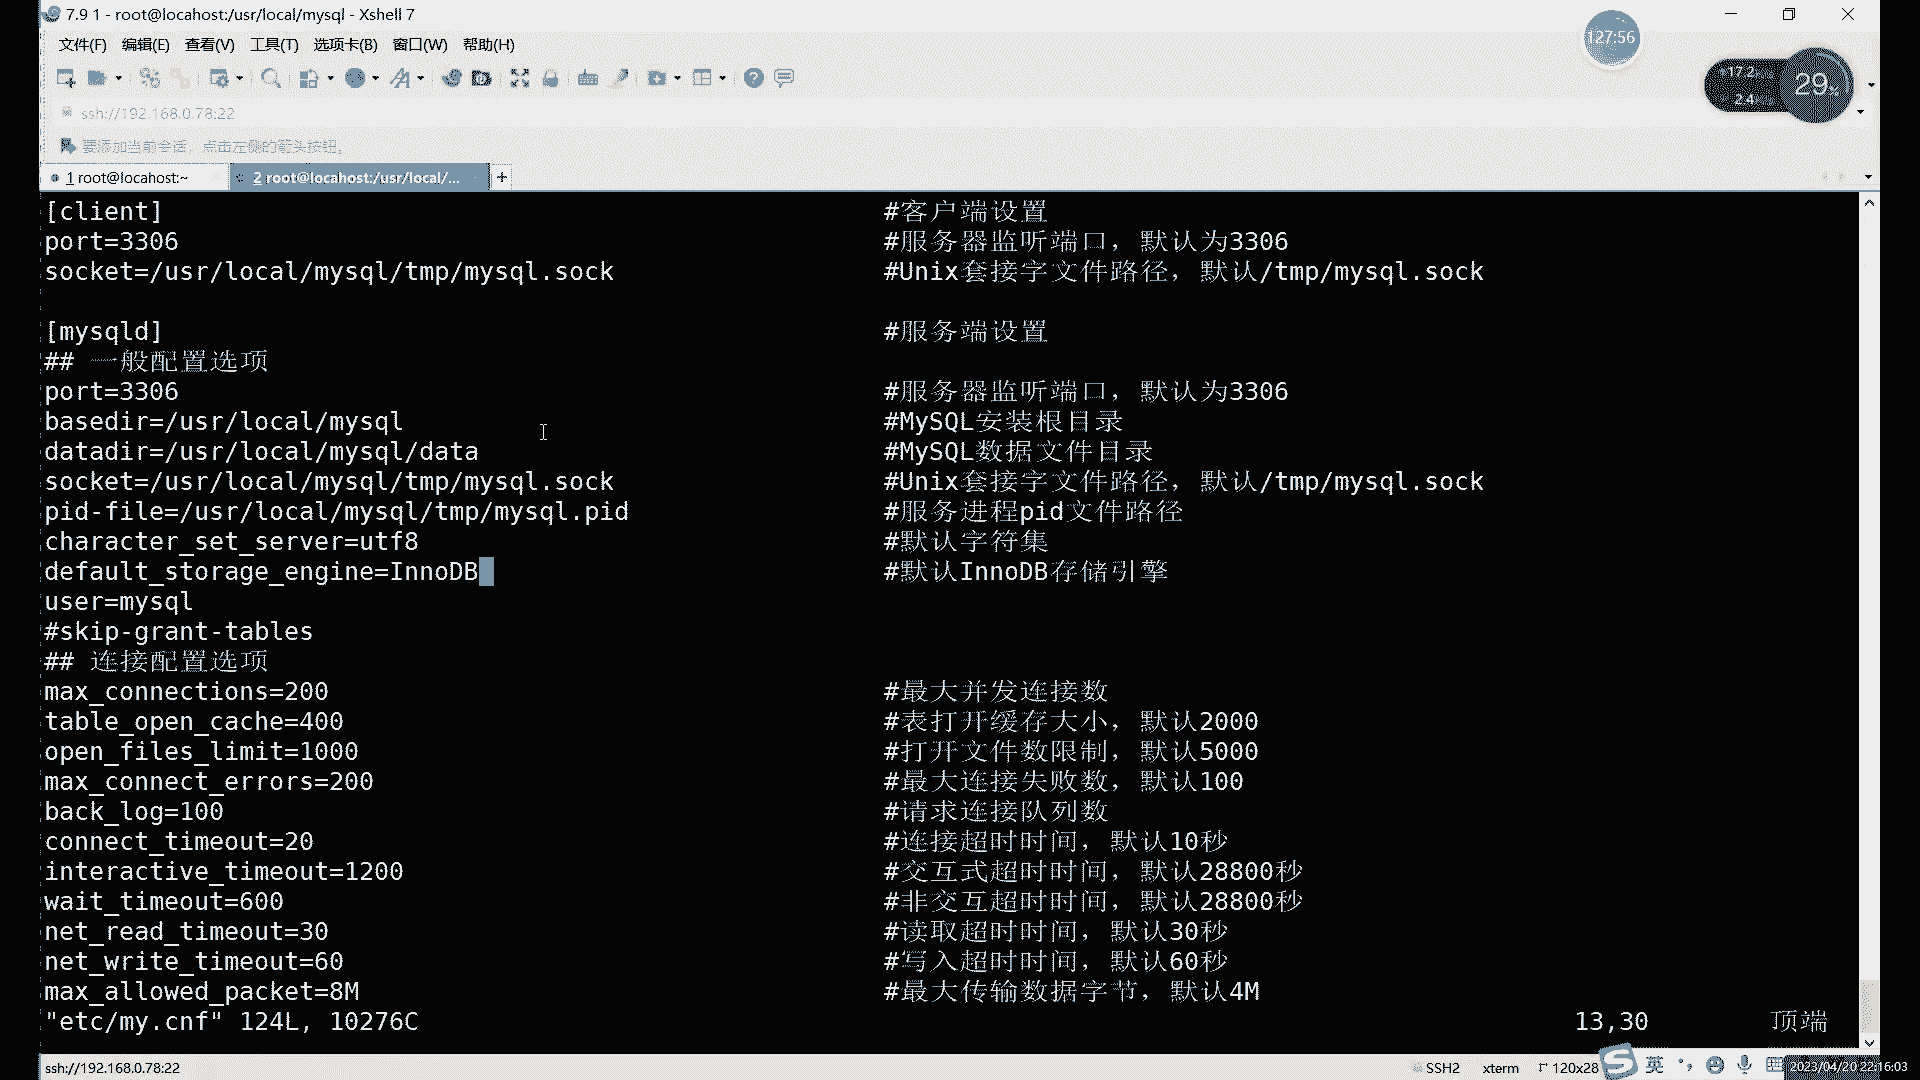 7.9 1 - root@locahost:/usr/local/mysql - Xshell 7
127:56
文件(F) 编辑(E) 查看(V) 工具(T) 选项卡(B) 窗口(W) 帮助(H)
29%
ssh://192.168.0.78:22
要添加当前会话，点击左侧的箭头按钮。
1 root@locahost:~
2 root@locahost:/usr/local/...
+
[client] #客户端设置
port=3306 #服务器监听端口，默认为3306
socket=/usr/local/mysql/tmp/mysql.sock #Unix套接字文件路径，默认/tmp/mysql.sock
[mysqld] #服务端设置
## 一般配置选项
port=3306 #服务器监听端口，默认为3306
basedir=/usr/local/mysql #MySQL安装根目录
datadir=/usr/local/mysql/data #MySQL数据文件目录
socket=/usr/local/mysql/tmp/mysql.sock #Unix套接字文件路径，默认/tmp/mysql.sock
pid-file=/usr/local/mysql/tmp/mysql.pid #服务进程pid文件路径
character_set_server=utf8 #默认字符集
default_storage_engine=InnoDB #默认InnoDB存储引擎
user=mysql
#skip-grant-tables
## 连接配置选项
max_connections=200 #最大并发连接数
table_open_cache=400 #表打开缓存大小，默认2000
open_files_limit=1000 #打开文件数限制，默认5000
max_connect_errors=200 #最大连接失败数，默认100
back_log=100 #请求连接队列数
connect_timeout=20 #连接超时时间，默认10秒
interactive_timeout=1200 #交互式超时时间，默认28800秒
wait_timeout=600 #非交互超时时间，默认28800秒
net_read_timeout=30 #读取超时时间，默认30秒
net_write_timeout=60 #写入超时时间，默认60秒
max_allowed_packet=8M #最大传输数据字节，默认4M
"etc/my.cnf" 124L, 10276C 13,30 顶端
ssh://192.168.0.78:22 SSH2 xterm 120x28 英 2023/04/20 22:16:03